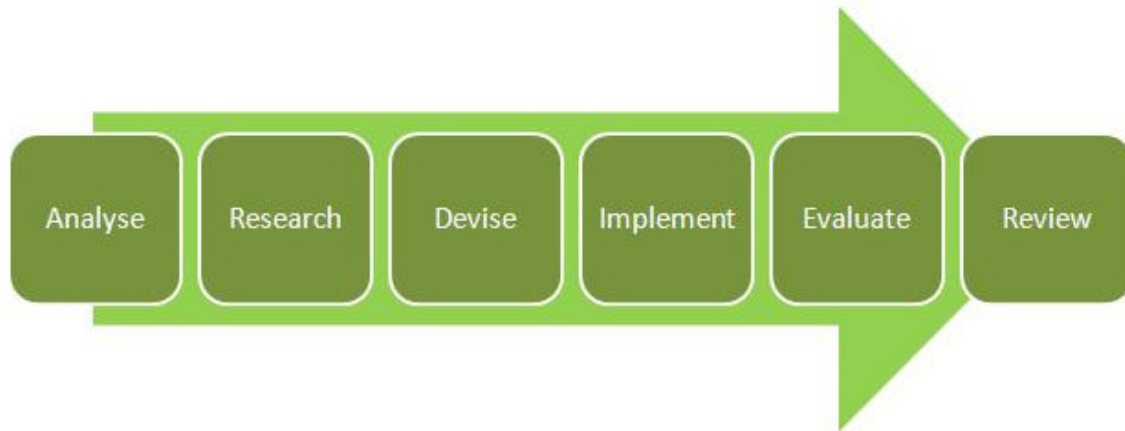 Analyse
Research
Devise
Implement
Evaluate
Review